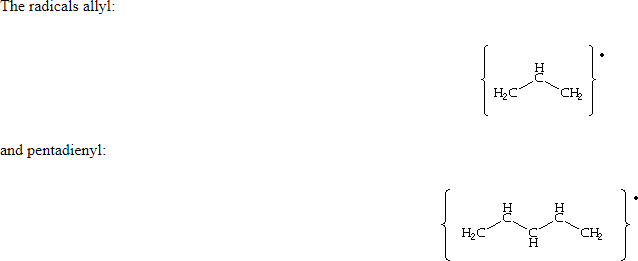 The radicals allyl:
H
C
H₂C CH₂
and pentadienyl:
H H
C C
H₂C C CH₂
H